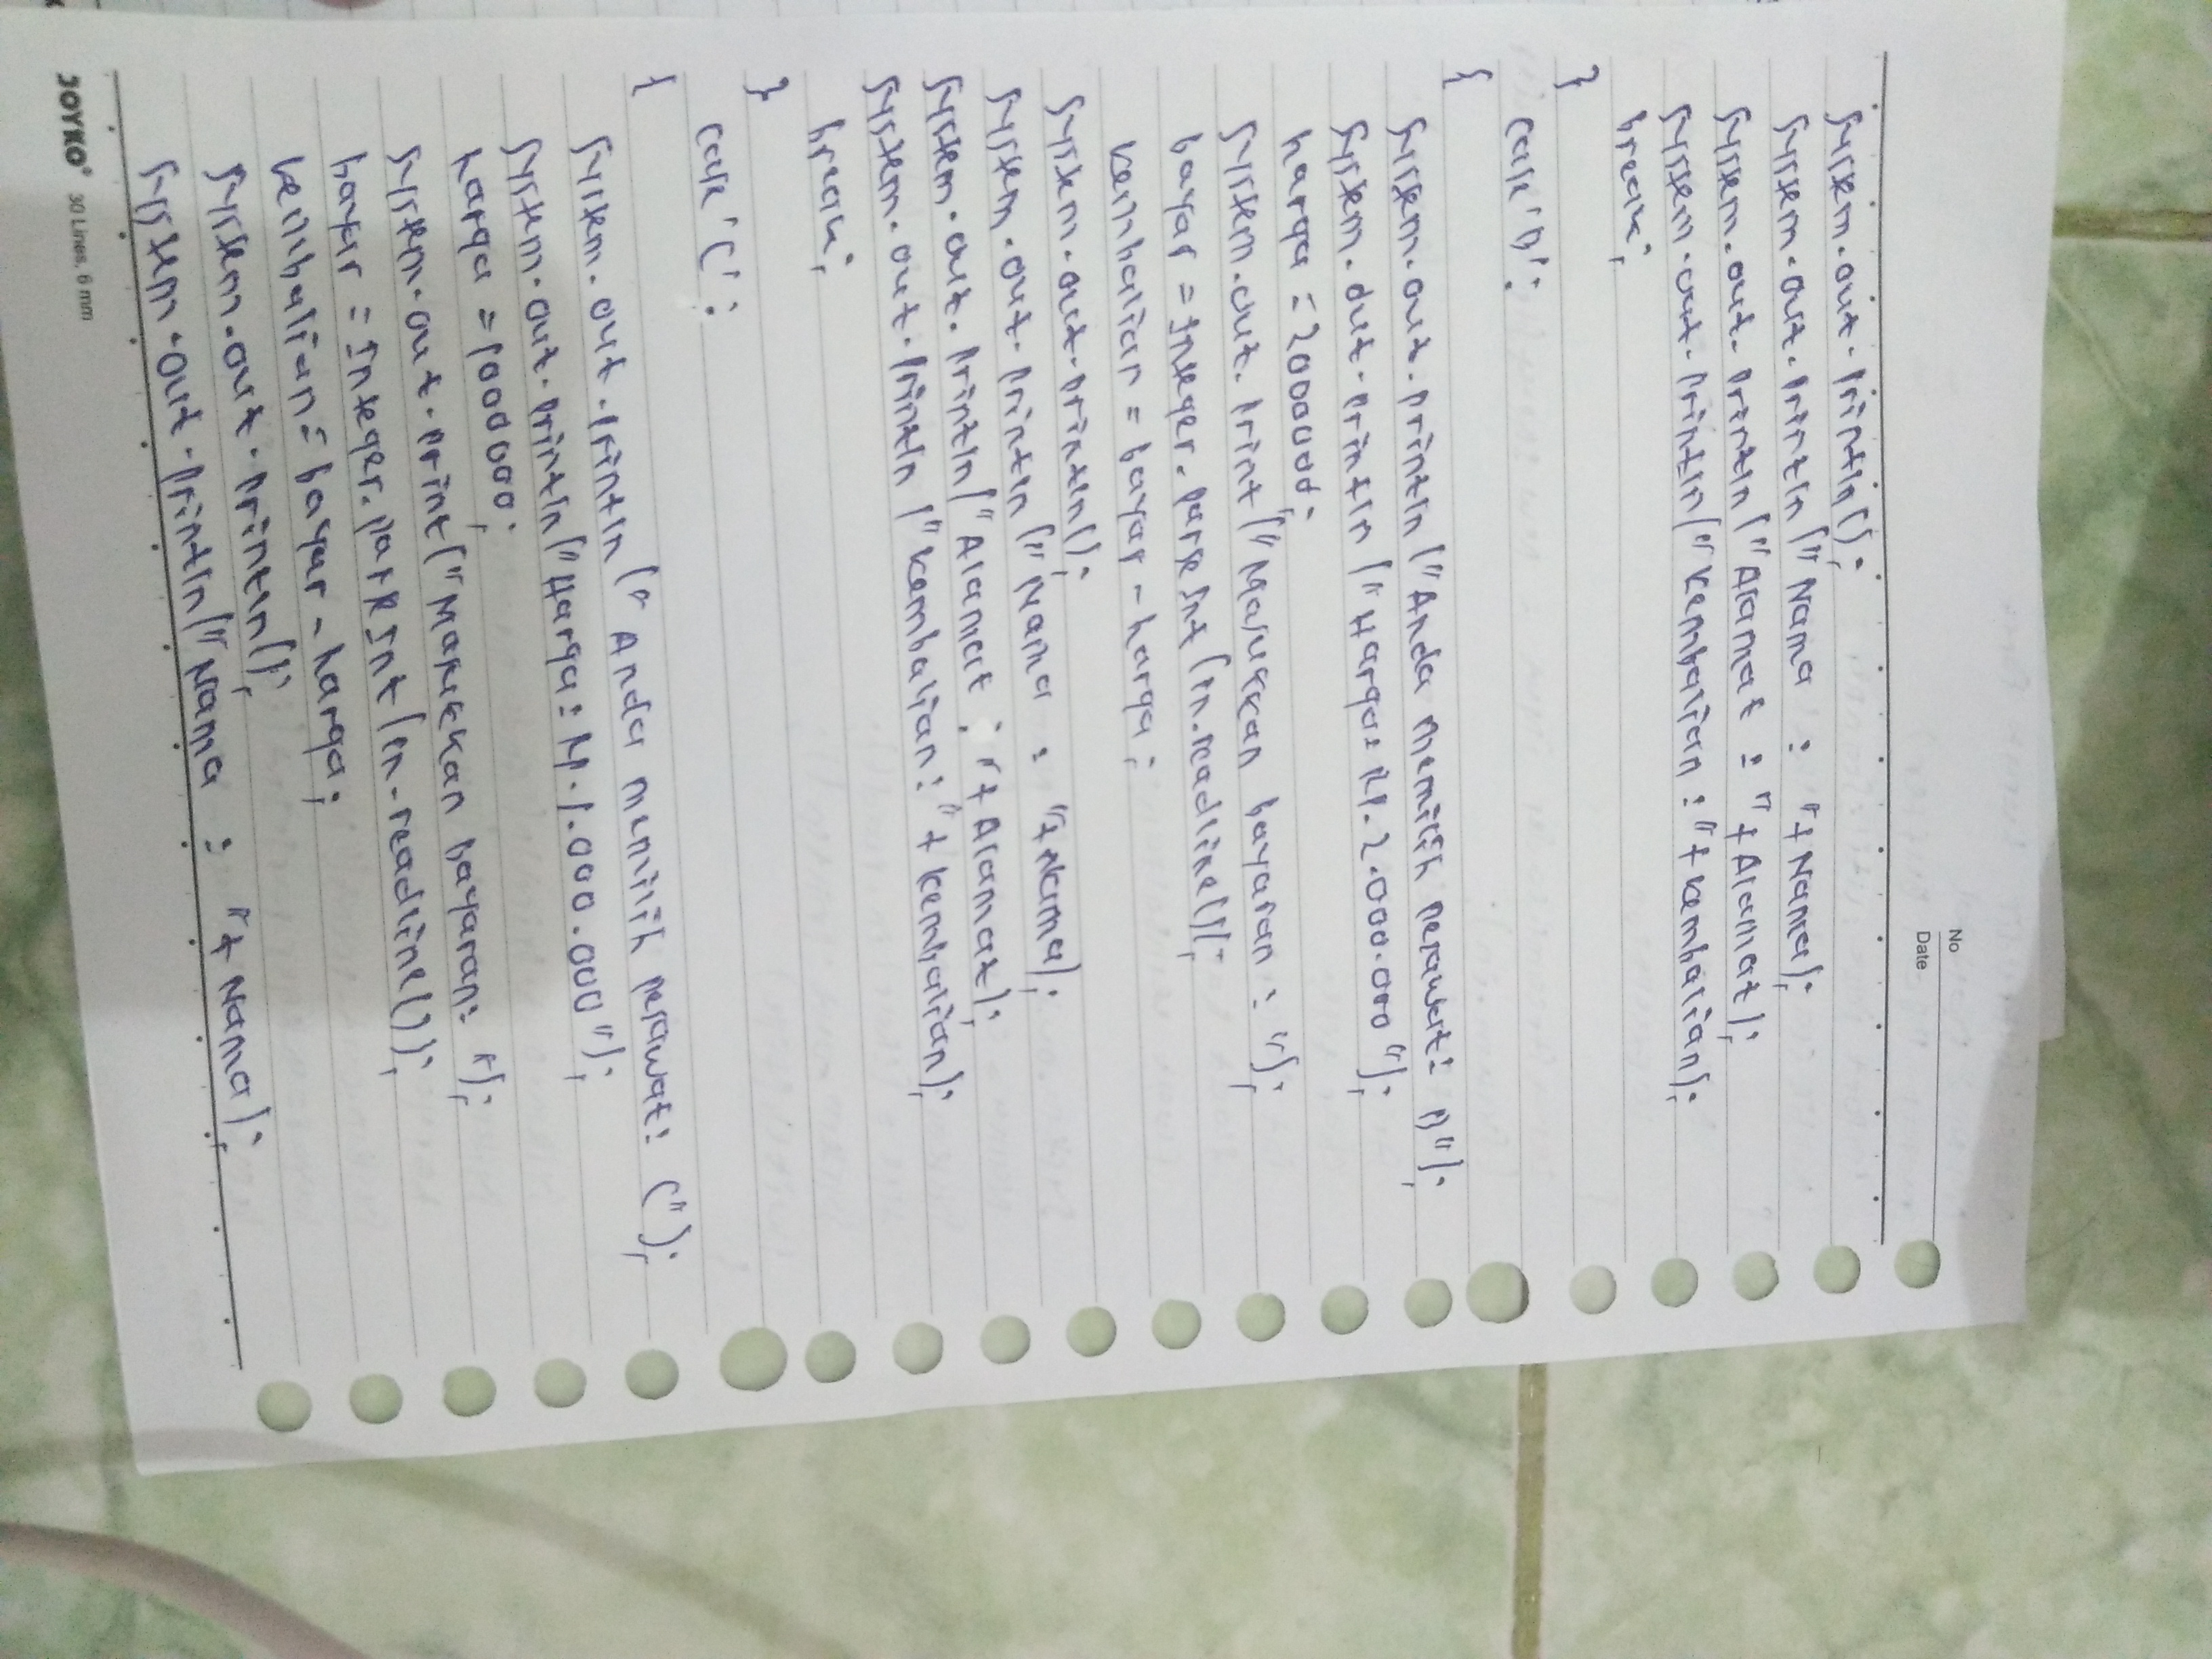 No
Date
System.out.println();
System.out.println("Nama : "+Nama);
System.out.println("Alamat : "+Alamat);
System.out.println("Kembalian : "+kembalian);
break;
}
case 'B':
{
System.out.println("Anda memilih pesawat: B");
System.out.println("Harga: Rp.2.000.000");
harga = 2000000;
System.out.print("Masukkan bayaran : ");
bayar = Integer.parseInt(in.readLine());
kembalian = bayar - harga;
System.out.println();
System.out.println("Nama : "+Nama);
System.out.println("Alamat : "+Alamat);
System.out.println("Kembalian: "+kembalian);
break;
}
case 'C':
{
System.out.println("Anda memilih pesawat: C");
System.out.println("Harga: Rp.1.000.000");
harga = 1000000;
System.out.print("Masukkan bayaran: ");
bayar = Integer.parseInt(in.readLine());
kembalian = bayar - harga;
System.out.println();
System.out.println("Nama : "+Nama);
JOYKO 30 Lines, 6 mm